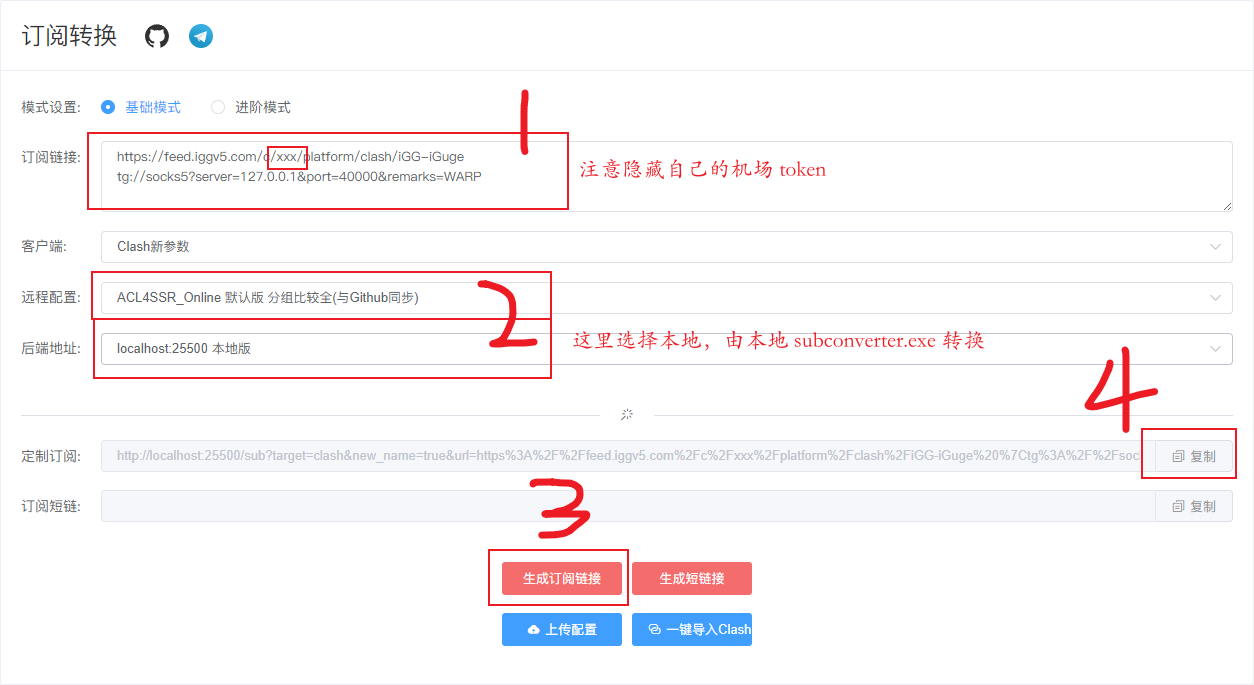 订阅转换
模式设置: 基础模式 进阶模式
1
订阅链接: https://feed.iggv5.com/c/xxx/platform/clash/iGG-iGuge
tg://socks5?server=127.0.0.1&port=40000&remarks=WARP
注意隐藏自己的机场 token
客户端: Clash新参数
远程配置: ACL4SSR_Online 默认版 分组比较全(与Github同步)
2
后端地址: localhost:25500 本地版
这里选择本地，由本地 subconverter.exe 转换
4
定制订阅: http://localhost:25500/sub?target=clash&new_name=true&url=https%3A%2F%2Ffeed.iggv5.com%2Fc%2Fxxx%2Fplatform%2Fclash%2FiGG-iGuge%20%7Ctg%3A%2F%2Fsoc 复制
订阅短链: 复制
3
生成订阅链接 生成短链接
上传配置 一键导入Clash